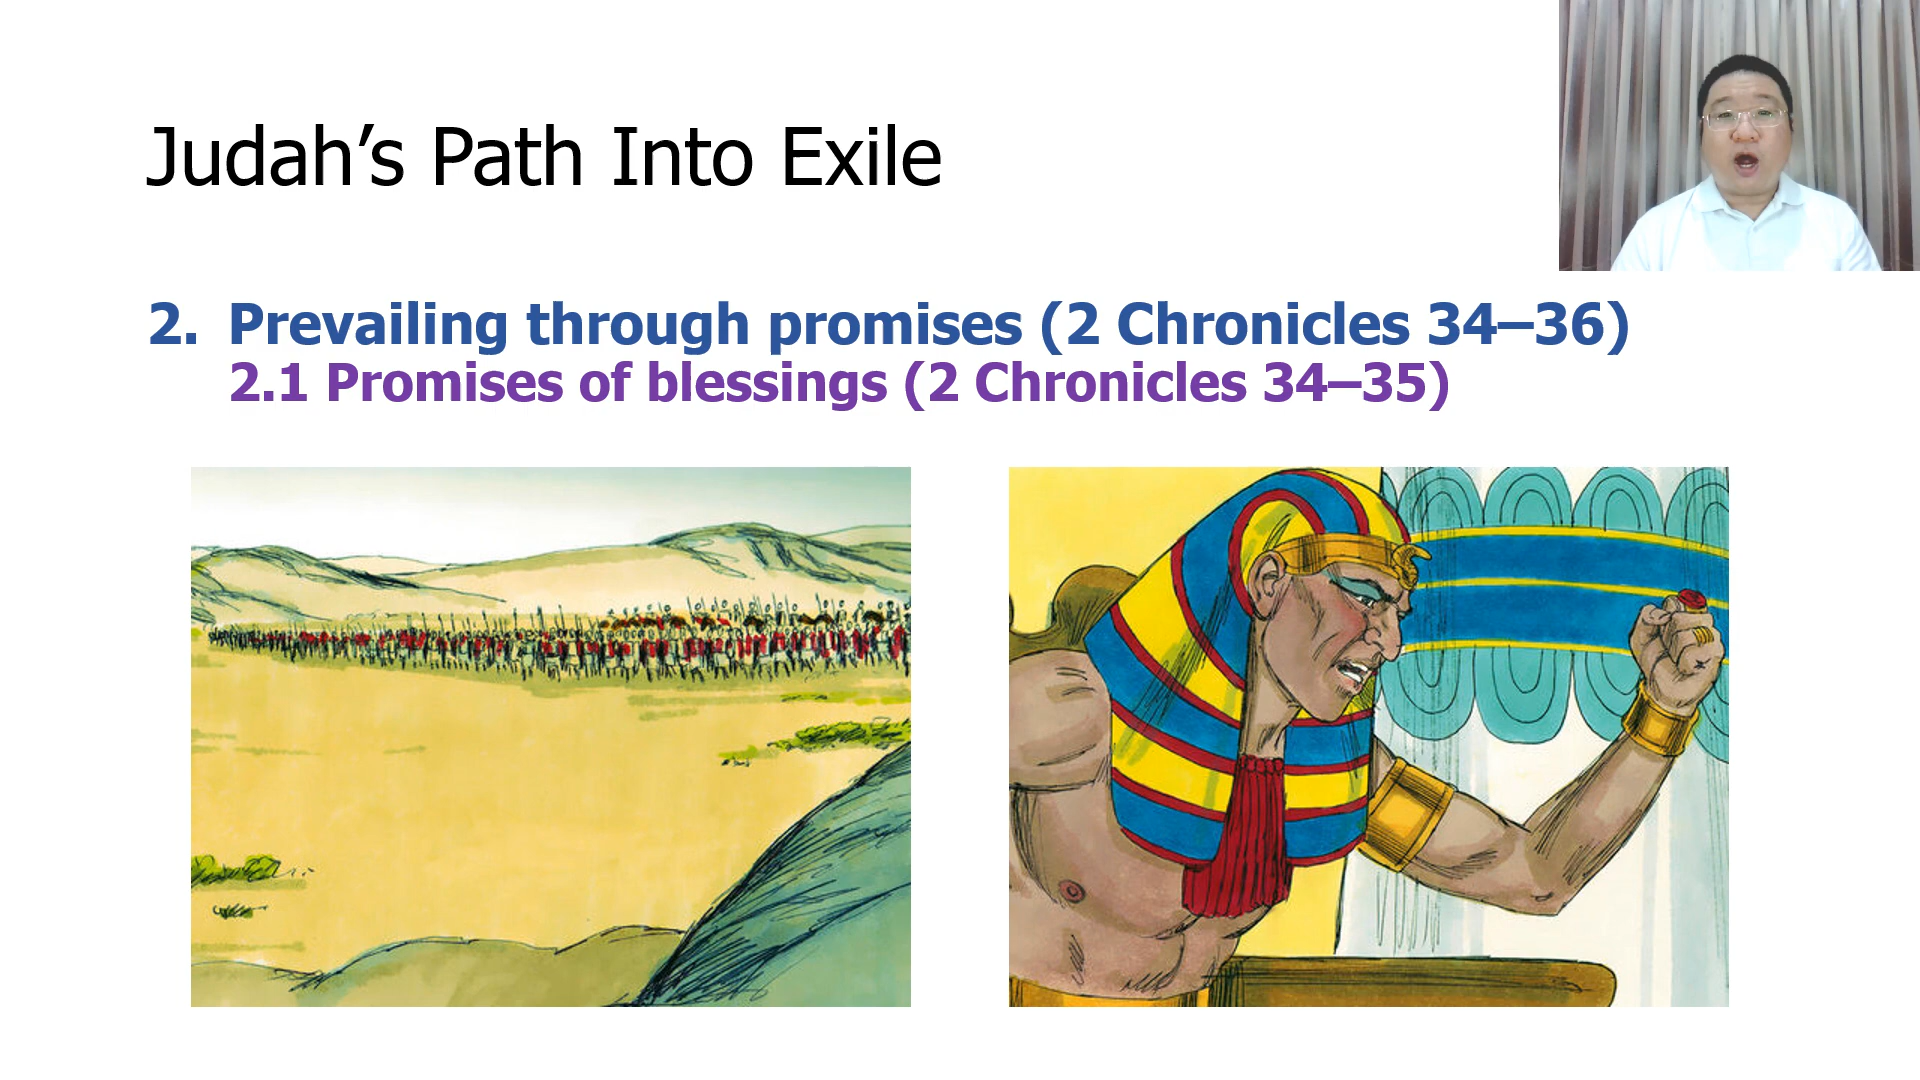 Judah’s Path Into Exile
2. Prevailing through promises (2 Chronicles 34–36)
2.1 Promises of blessings (2 Chronicles 34–35)